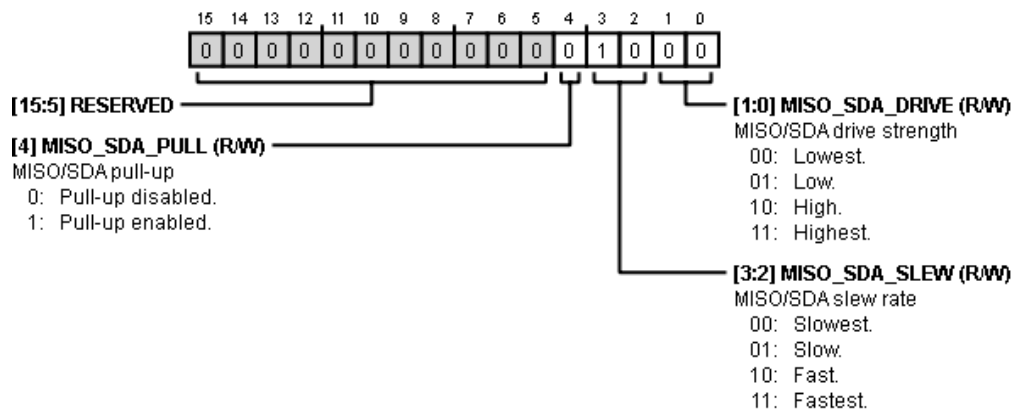 15 14 13 12 11 10 9 8 7 6 5 4 3 2 1 0
0 0 0 0 0 0 0 0 0 0 0 0 1 0 0 0
[15:5] RESERVED
[4] MISO_SDA_PULL (R/W)
MISO/SDA pull-up
0: Pull-up disabled.
1: Pull-up enabled.
[1:0] MISO_SDA_DRIVE (R/W)
MISO/SDA drive strength
00: Lowest.
01: Low.
10: High.
11: Highest.
[3:2] MISO_SDA_SLEW (R/W)
MISO/SDA slew rate
00: Slowest.
01: Slow.
10: Fast.
11: Fastest.